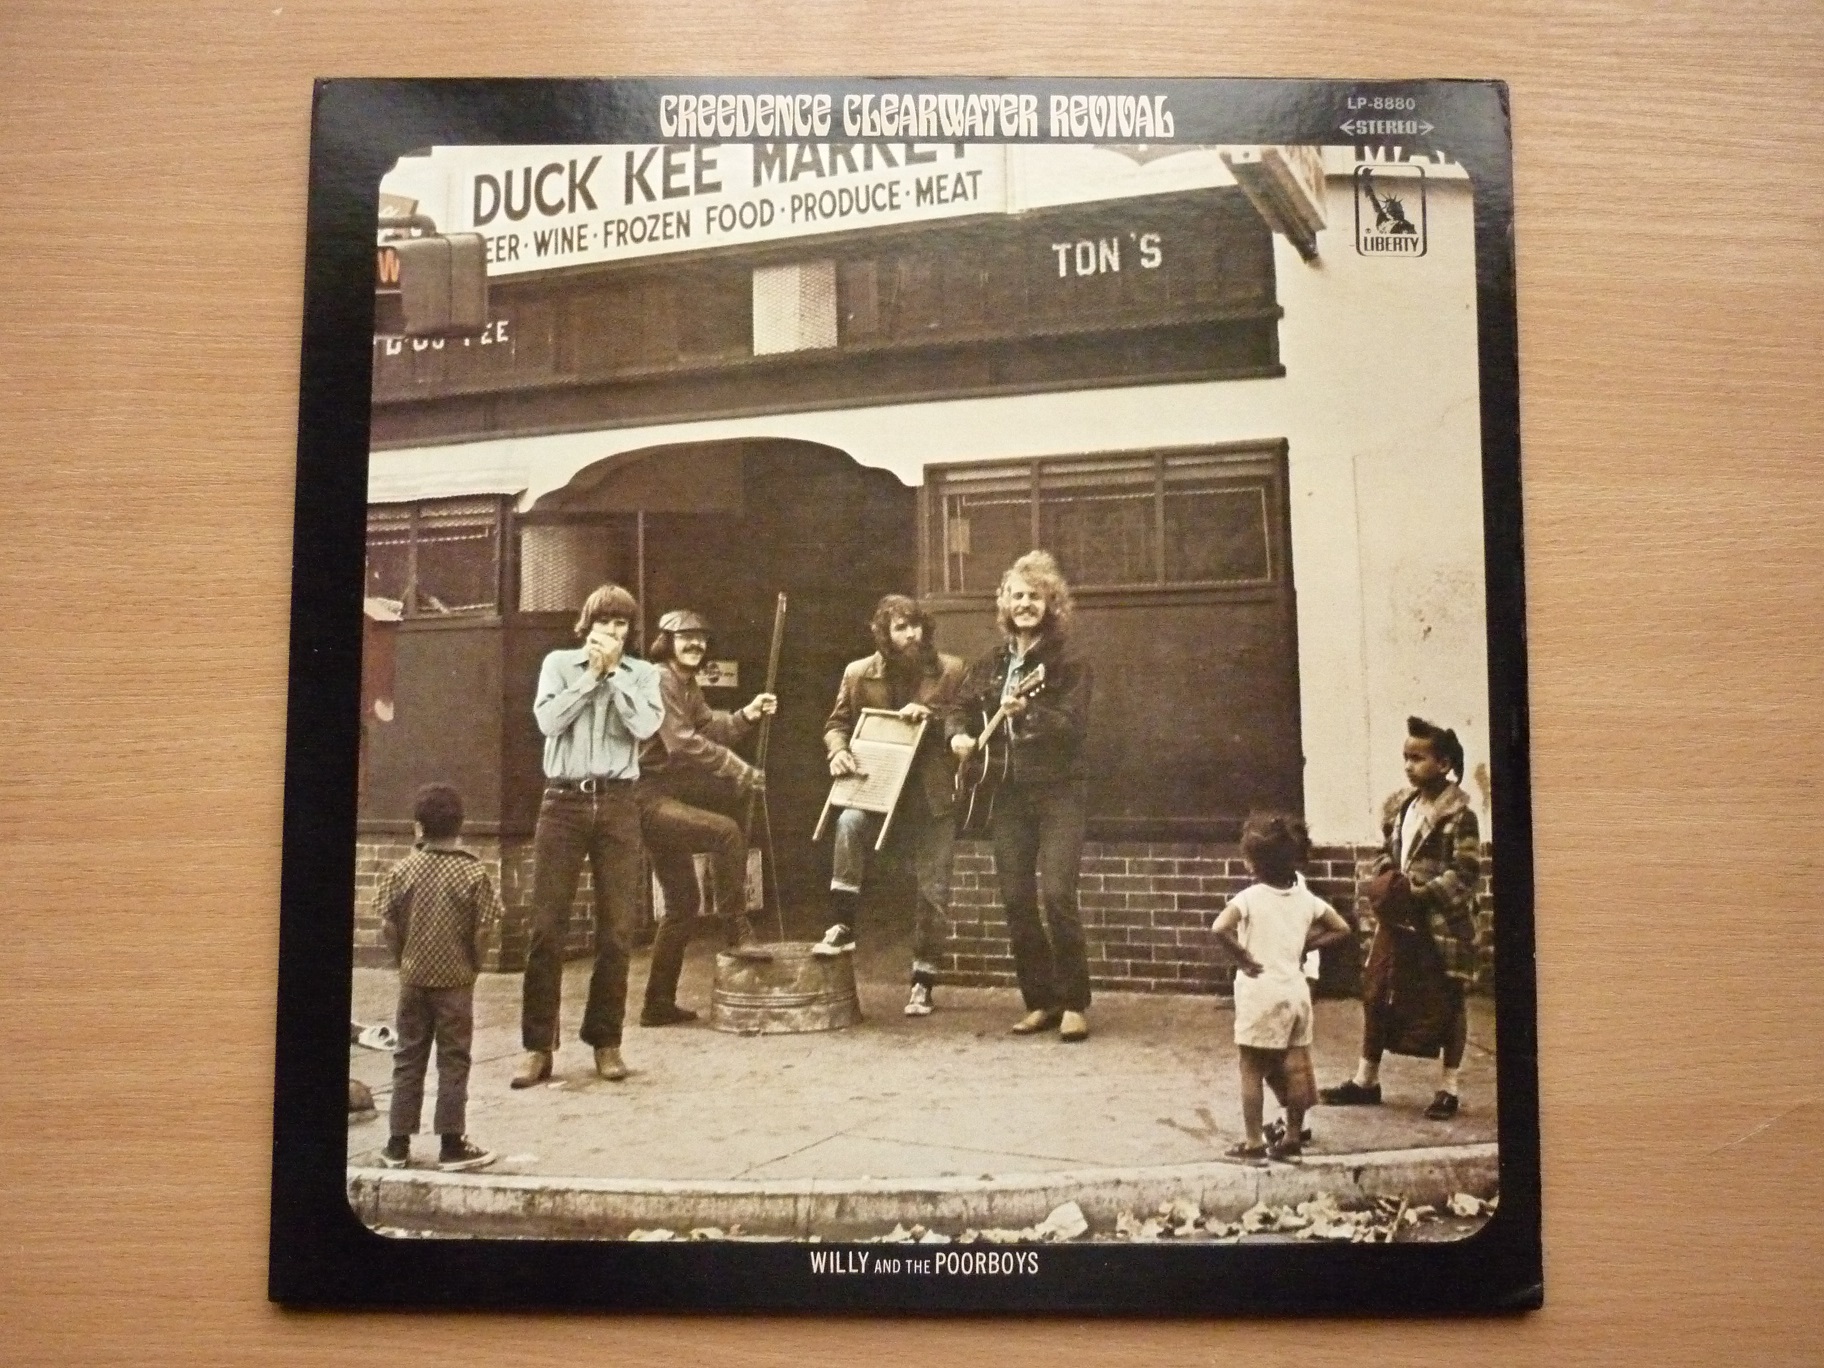 CREEDENCE CLEARWATER REVIVAL
LP-8880
STEREO
DUCK KEE MARKET
EER·WINE·FROZEN FOOD·PRODUCE·MEAT
TON'S
LIBERTY
WILLY AND THE POORBOYS